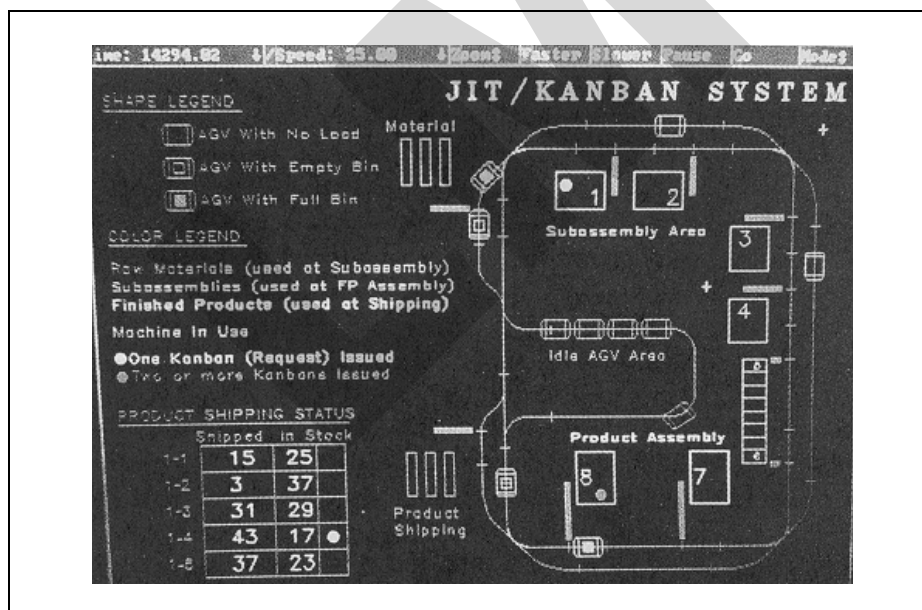 ime: 14294.02 ↓/Speed: 25.00 ↓Zoom↕ Faster Slower Pause Go Mode↕
JIT/KANBAN SYSTEM
SHAPE LEGEND
AGV With No Load
AGV With Empty Bin
AGV With Full Bin
Material
1
2
Subassembly Area
3
4
COLOR LEGEND
Raw Materials (used at Subassembly)
Subassemblies (used at FP Assembly)
Finished Products (used at Shipping)
Machine In Use
One Kanban (Request) Issued
Two or more Kanbans Issued
Idle AGV Area
PRODUCT SHIPPING STATUS
Shipped In Stock
1-1 15 25
1-2 3 37
1-3 31 29
1-4 43 17
37 23
Product Assembly
8
7
Product
Shipping